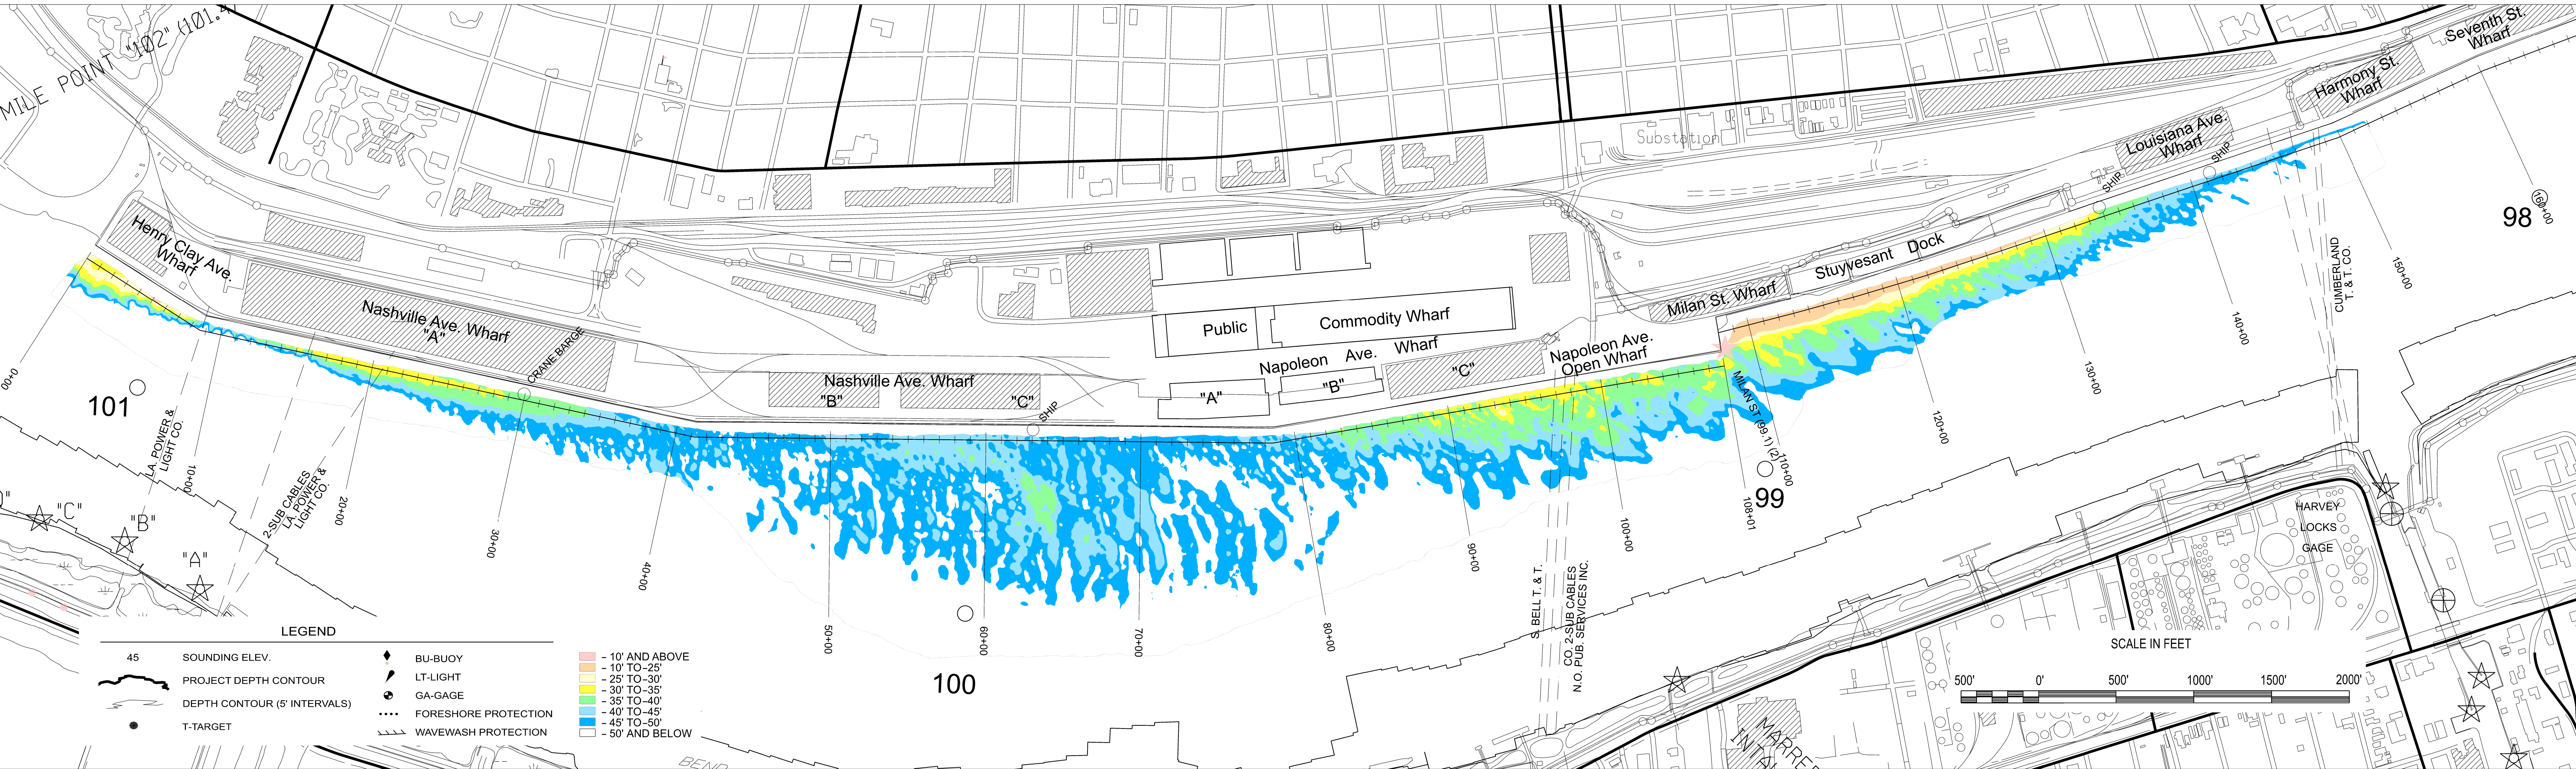 MILE POINT "102" (101.4
Seventh St.
Wharf
Harmony St.
Wharf
Louisiana Ave.
Wharf
Substation
SHIP
SHIP
Stuyvesant Dock
Milan St. Wharf
98
160+00
150+00
140+00
130+00
120+00
110+00
108+01
100+00
90+00
80+00
70+00
60+00
50+00
40+00
30+00
20+00
10+00
0+00
CUMBERLAND
T. & T. CO.
Henry Clay Ave.
Wharf
Nashville Ave. Wharf
"A"
CRANE BARGE
Nashville Ave. Wharf
"B"
"C"
SHIP
Public
Commodity Wharf
Napoleon Ave. Wharf
"A"
"B"
"C"
Napoleon Ave.
Open Wharf
MILAN ST (99.1) (2)
99
100
101
LA. POWER &
LIGHT CO.
2-SUB CABLES
LA. POWER &
LIGHT CO.
S. BELL T. & T.
CO. 2-SUB CABLES
N.O. PUB. SERVICES INC.
"C"
"B"
"A"
HARVEY
LOCKS
GAGE
LEGEND
45 SOUNDING ELEV.
PROJECT DEPTH CONTOUR
DEPTH CONTOUR (5' INTERVALS)
T-TARGET
BU-BUOY
LT-LIGHT
GA-GAGE
FORESHORE PROTECTION
WAVEWASH PROTECTION
- 10' AND ABOVE
- 10' TO-25'
- 25' TO-30'
- 30' TO-35'
- 35' TO-40'
- 40' TO-45'
- 45' TO-50'
- 50' AND BELOW
SCALE IN FEET
500' 0' 500' 1000' 1500' 2000'
BEND